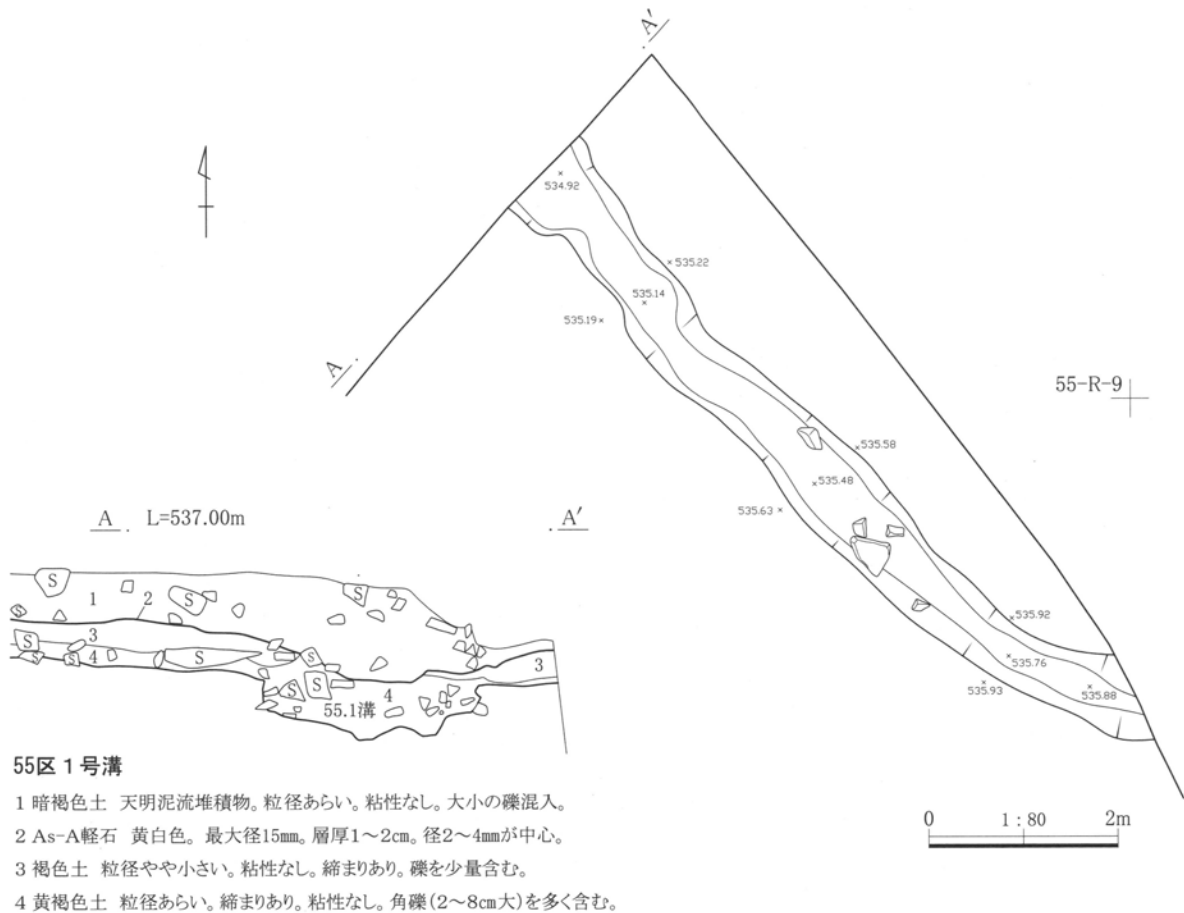 A′
534.92
535.22
535.14
535.19
A
55-R-9
535.58
535.48
535.63
A L=537.00m A′
S
1 2 S S
S
3
S
4 S S S S 3
S S 4
55.1溝
535.92
535.76
535.93 535.88
55区 1号溝
1 暗褐色土 天明泥流堆積物。粒径あらい。粘性なし。大小の礫混入。
2 As-A軽石 黄白色。最大径15mm。層厚1～2cm。径2～4mmが中心。
3 褐色土 粒径やや小さい。粘性なし。締まりあり。礫を少量含む。
4 黄褐色土 粒径あらい。締まりあり。粘性なし。角礫(2～8cm大)を多く含む。
0 1：80 2m